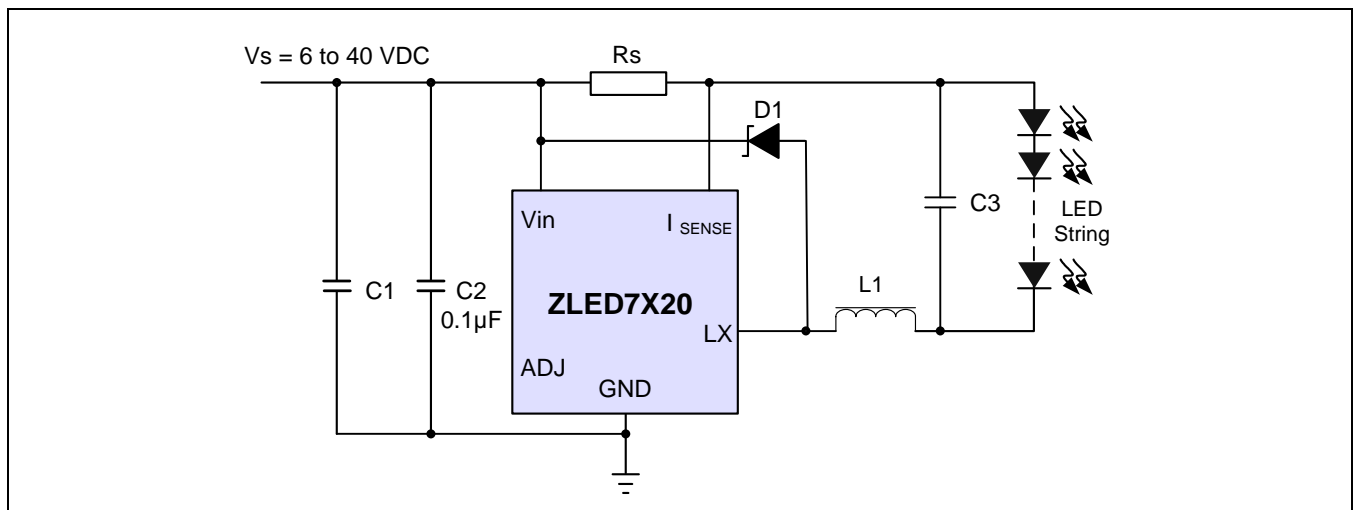 Vs = 6 to 40 VDC
Rs
D1
Vin
I SENSE
C3
LED
String
C1
C2
0.1µF
ZLED7X20
L1
LX
ADJ
GND